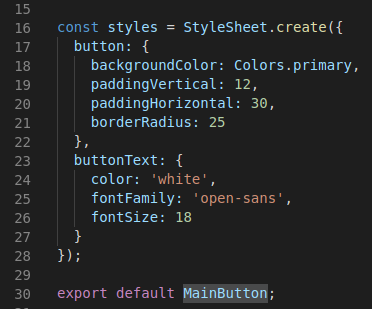 15
16 const styles = StyleSheet.create({
17 button: {
18 backgroundColor: Colors.primary,
19 paddingVertical: 12,
20 paddingHorizontal: 30,
21 borderRadius: 25
22 },
23 buttonText: {
24 color: 'white',
25 fontFamily: 'open-sans',
26 fontSize: 18
27 }
28 });
29
30 export default MainButton;